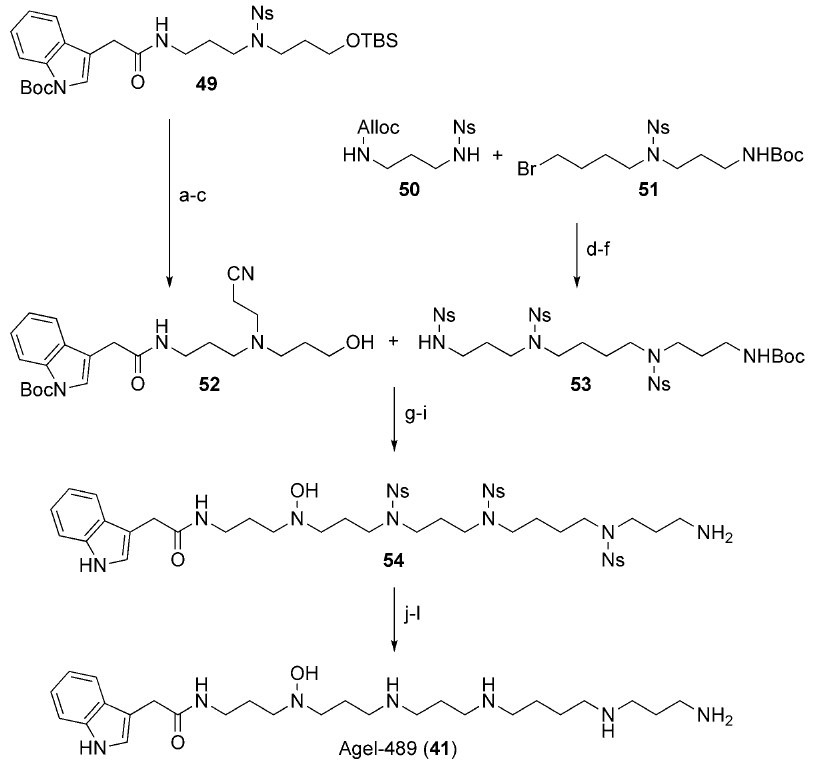 Ns
H
N
N
OTBS
O
BocN
49
Alloc
Ns
HN
NH
+
50
Ns
Br
N
NHBoc
51
a-c
d-f
CN
H
N
N
OH
O
BocN
52
+
Ns
Ns
HN
N
N
NHBoc
Ns
53
g-i
OH
Ns
Ns
H
N
N
N
N
N
NH2
O
HN
Ns
54
j-l
OH
H
H
H
N
N
N
N
N
H
NH2
O
HN
Agel-489 (41)